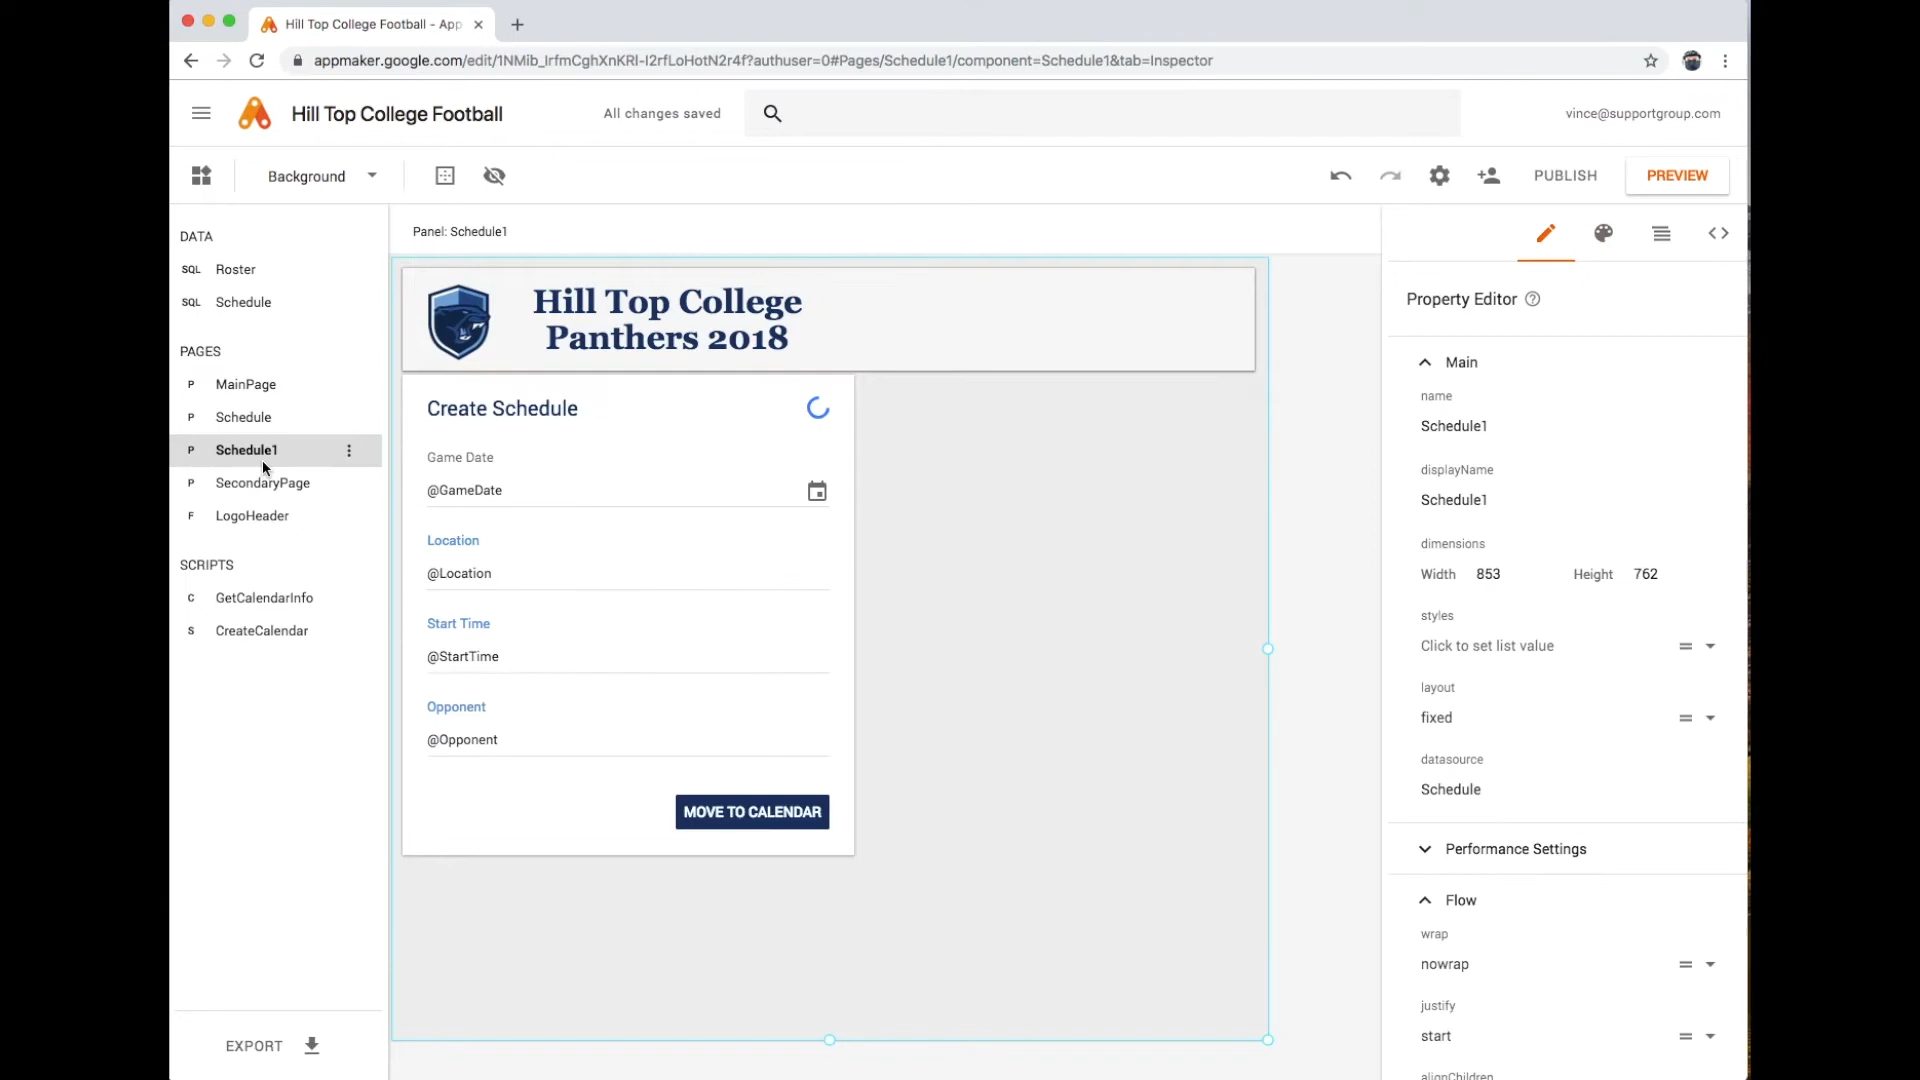 Hill Top College Football - App
appmaker.google.com/edit/1NMib_IrfmCghXnKRI-I2rfLoHotN2r4f?authuser=0#Pages/Schedule1/component=Schedule1&tab=Inspector
Hill Top College Football
All changes saved
vince@supportgroup.com
Background
PUBLISH
PREVIEW
DATA
SQL Roster
SQL Schedule
PAGES
P MainPage
P Schedule
P Schedule1
P SecondaryPage
F LogoHeader
SCRIPTS
C GetCalendarInfo
S CreateCalendar
EXPORT
Panel: Schedule1
Hill Top College
Panthers 2018
Create Schedule
Game Date
@GameDate
Location
@Location
Start Time
@StartTime
Opponent
@Opponent
MOVE TO CALENDAR
Property Editor
Main
name
Schedule1
displayName
Schedule1
dimensions
Width 853 Height 762
styles
Click to set list value
layout
fixed
datasource
Schedule
Performance Settings
Flow
wrap
nowrap
justify
start
alignChildren